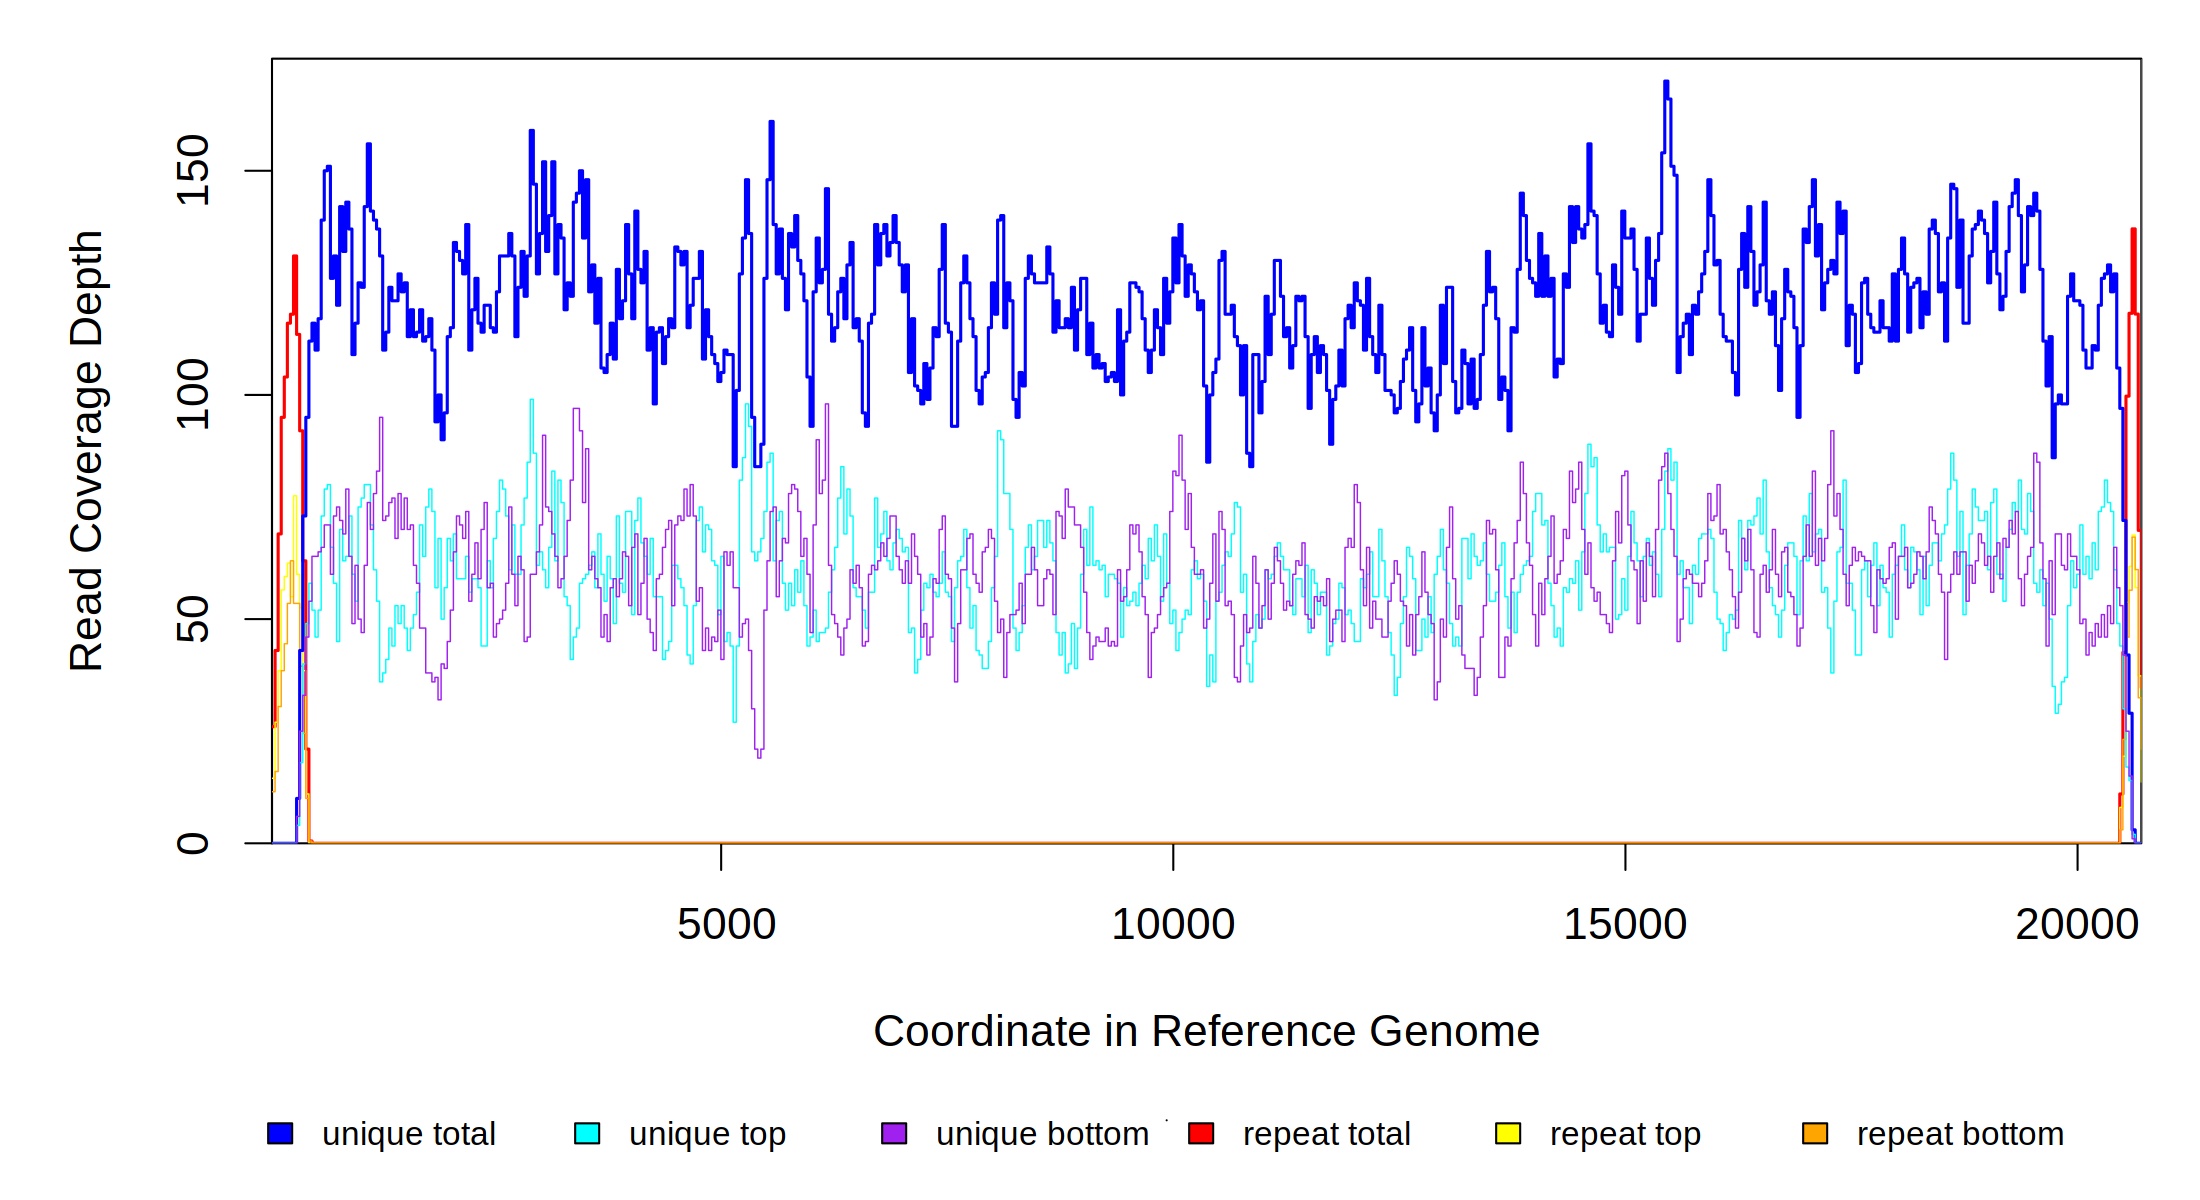 Read Coverage Depth
150
100
50
0
5000 10000 15000 20000
Coordinate in Reference Genome
unique total unique top unique bottom repeat total repeat top repeat bottom